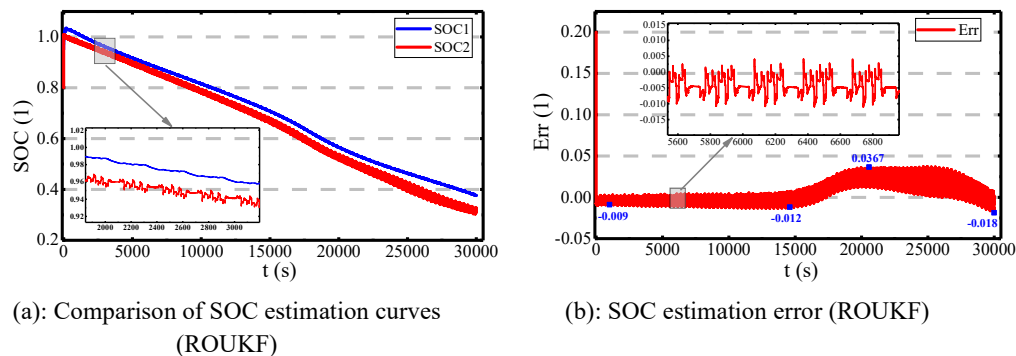 SOC (1)
1.0
0.8
0.6
0.4
0.2
SOC1
SOC2
1.02
1.00
0.98
0.96
0.94
0.92
2000 2200 2400 2600 2800 3000
0 5000 10000 15000 20000 25000 30000
t (s)
(a): Comparison of SOC estimation curves
(ROUKF)
Err (1)
0.20
0.15
0.10
0.05
0.00
-0.05
Err
0.015
0.010
0.005
0.000
-0.005
-0.010
-0.015
5600 5800 6000 6200 6400 6600 6800
-0.009
-0.012
0.0367
-0.018
0 5000 10000 15000 20000 25000 30000
t (s)
(b): SOC estimation error (ROUKF)